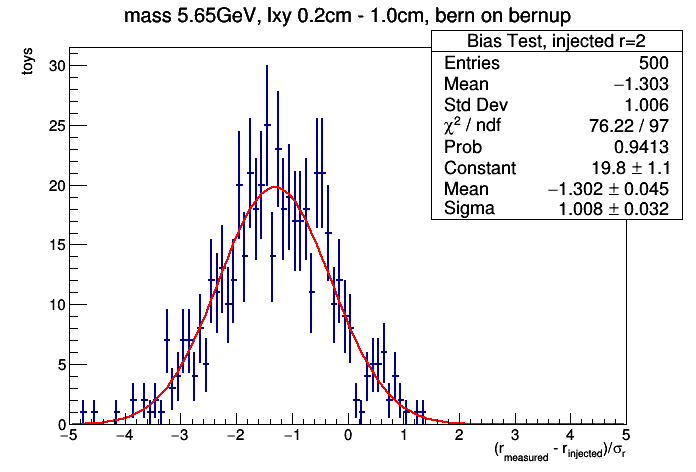 mass 5.65GeV, lxy 0.2cm - 1.0cm, bern on bernup
Bias Test, injected r=2
Entries 500
Mean −1.303
Std Dev 1.006
χ² / ndf 76.22 / 97
Prob 0.9413
Constant 19.8 ± 1.1
Mean −1.302 ± 0.045
Sigma 1.008 ± 0.032
toys
30
25
20
15
10
5
0
−5 −4 −3 −2 −1 0 1 2 3 4 5
(r_measured - r_injected)/σ_r